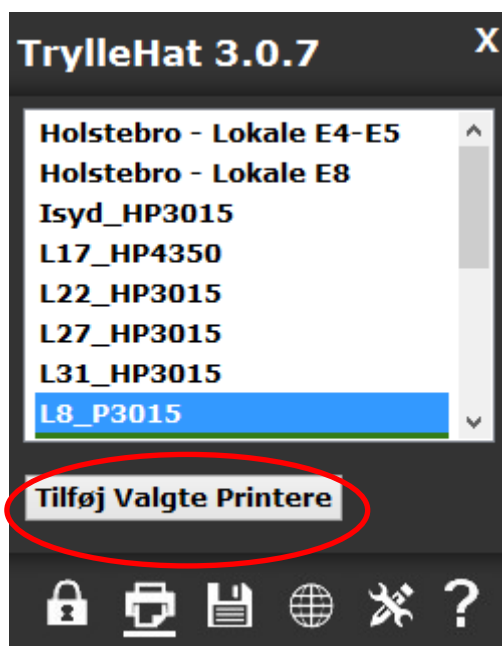 TrylleHat 3.0.7 X
Holstebro - Lokale E4-E5
Holstebro - Lokale E8
Isyd_HP3015
L17_HP4350
L22_HP3015
L27_HP3015
L31_HP3015
L8_P3015
Tilføj Valgte Printere
?